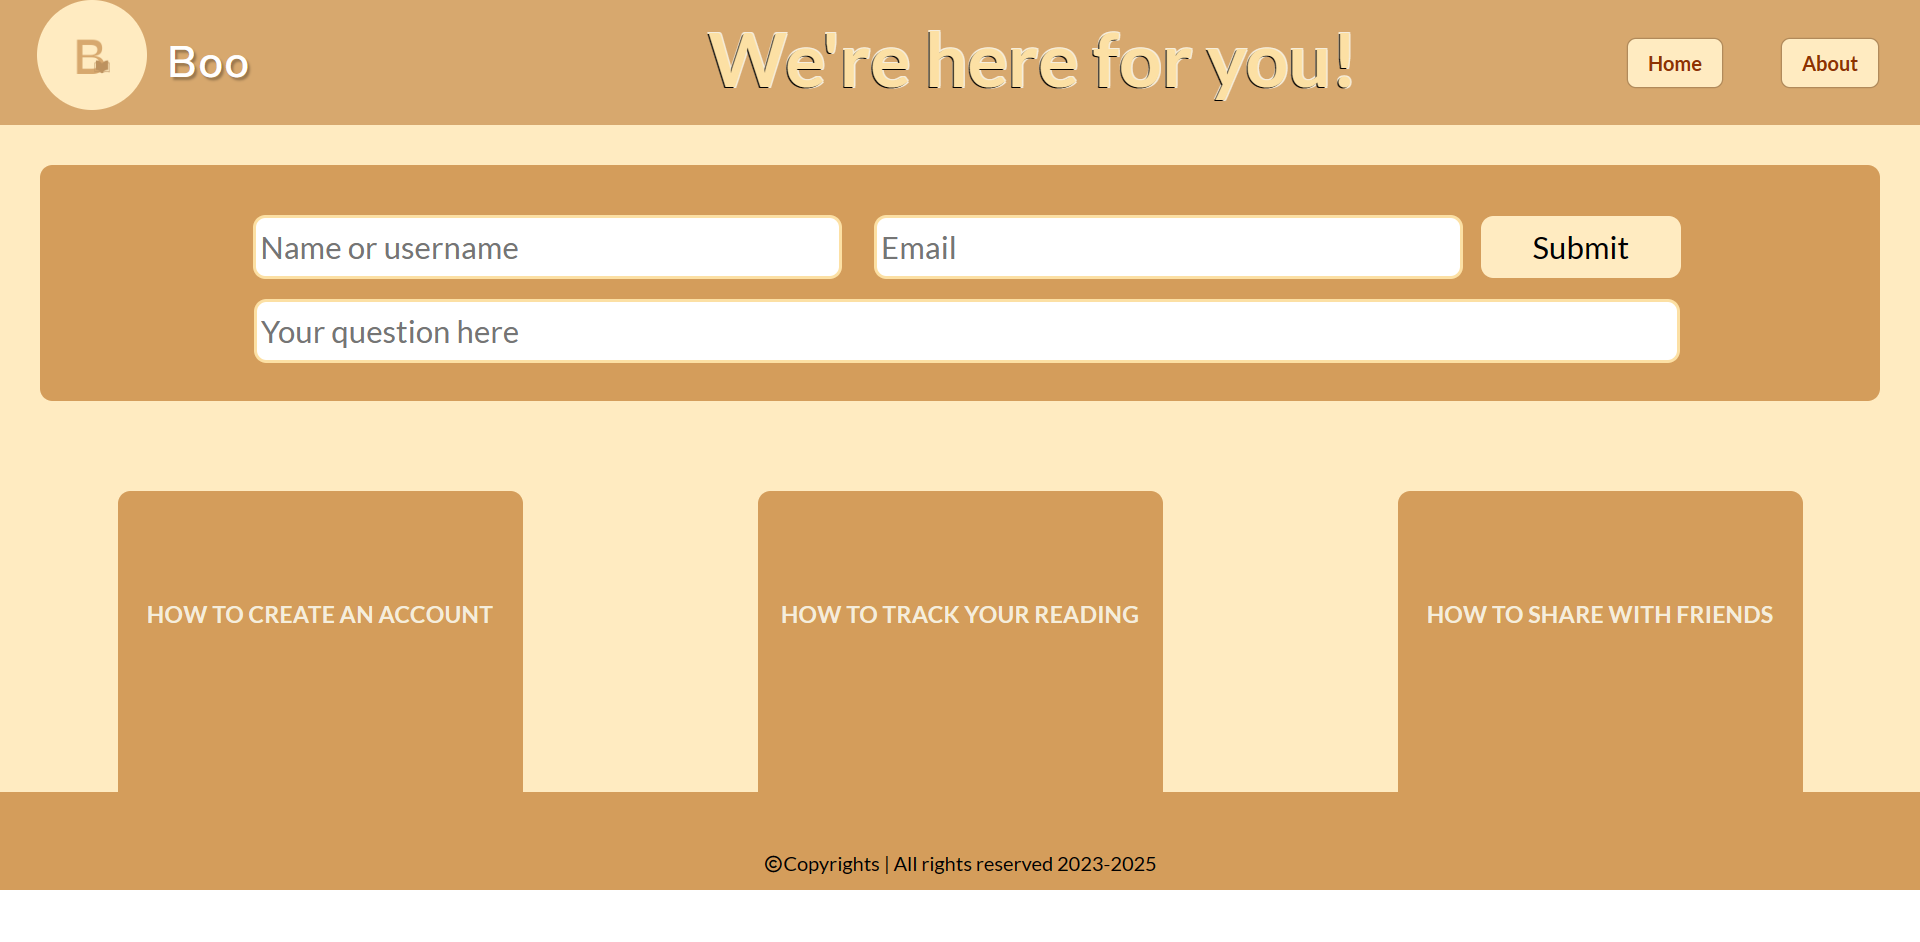 B
Boo
We're here for you!
Home
About
Name or username
Email
Submit
Your question here
HOW TO CREATE AN ACCOUNT
HOW TO TRACK YOUR READING
HOW TO SHARE WITH FRIENDS
©Copyrights | All rights reserved 2023-2025